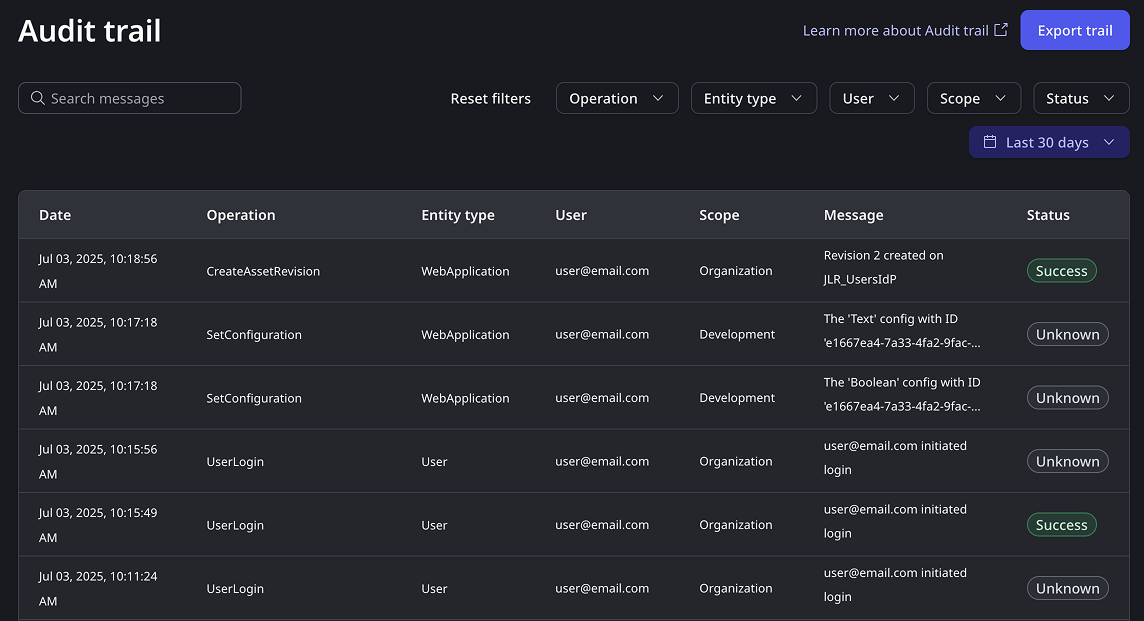 Audit trail
Learn more about Audit trail
Export trail
Search messages
Reset filters
Operation
Entity type
User
Scope
Status
Last 30 days
Date Operation Entity type User Scope Message Status
Jul 03, 2025, 10:18:56
AM
CreateAssetRevision
WebApplication
user@email.com
Organization
Revision 2 created on
JLR_UsersIdP
Success
Jul 03, 2025, 10:17:18
AM
SetConfiguration
WebApplication
user@email.com
Development
The 'Text' config with ID
'e1667ea4-7a33-4fa2-9fac-...
Unknown
Jul 03, 2025, 10:17:18
AM
SetConfiguration
WebApplication
user@email.com
Development
The 'Boolean' config with ID
'e1667ea4-7a33-4fa2-9fac-...
Unknown
Jul 03, 2025, 10:15:56
AM
UserLogin
User
user@email.com
Organization
user@email.com initiated
login
Unknown
Jul 03, 2025, 10:15:49
AM
UserLogin
User
user@email.com
Organization
user@email.com initiated
login
Success
Jul 03, 2025, 10:11:24
AM
UserLogin
User
user@email.com
Organization
user@email.com initiated
login
Unknown